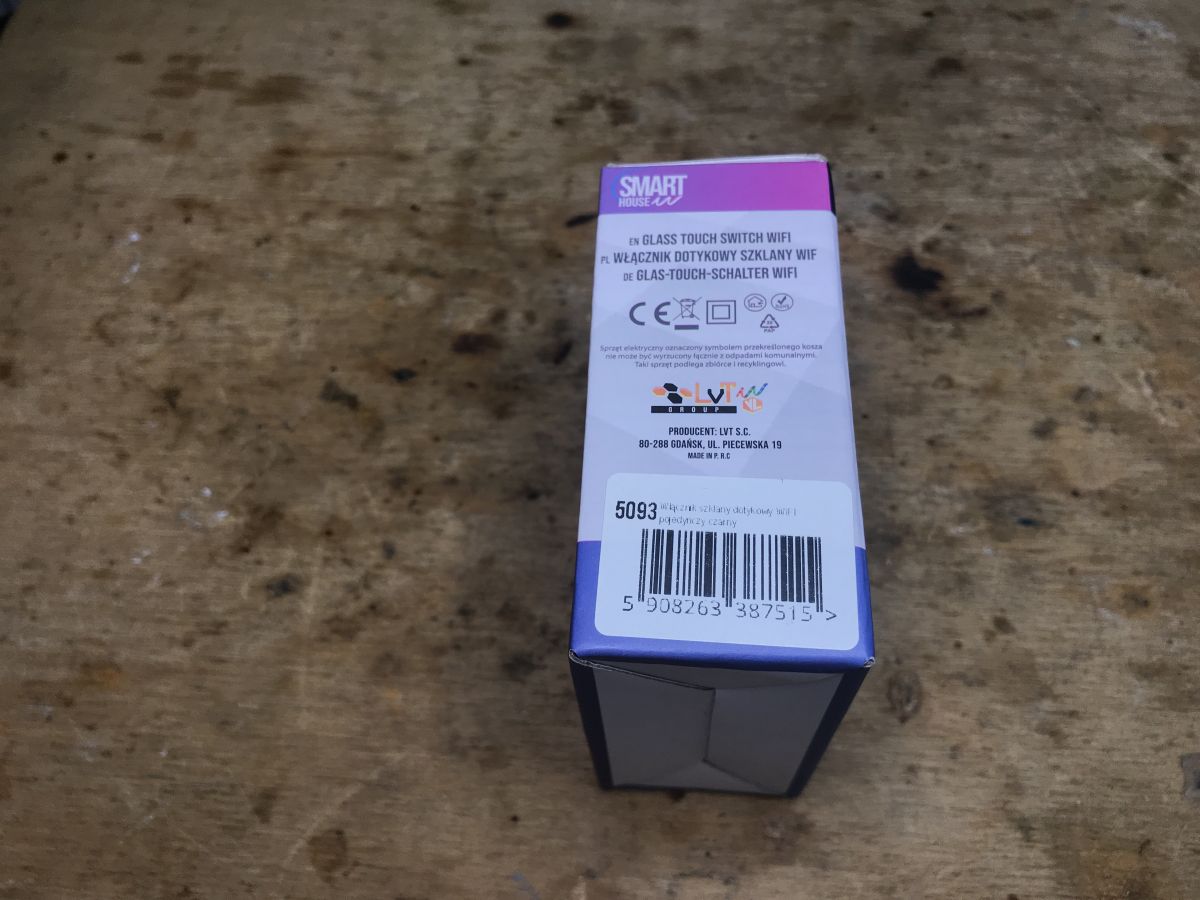 SMART
HOUSE
EN GLASS TOUCH SWITCH WIFI
PL WŁĄCZNIK DOTYKOWY SZKLANY WIF
DE GLAS-TOUCH-SCHALTER WIFI
CE
PAP
Sprzęt elektryczny oznaczony symbolem przekreślonego kosza
nie może być wyrzucony łącznie z odpadami komunalnymi.
Taki sprzęt podlega zbiórce i recyklingowi.
LvT
GROUP
PRODUCENT: LVT S.C.
80-288 GDAŃSK, UL. PIECEWSKA 19
MADE IN P. R.C
5093 Włącznik szklany dotykowy WiFi
pojedynczy czarny
5 908263 387515 >